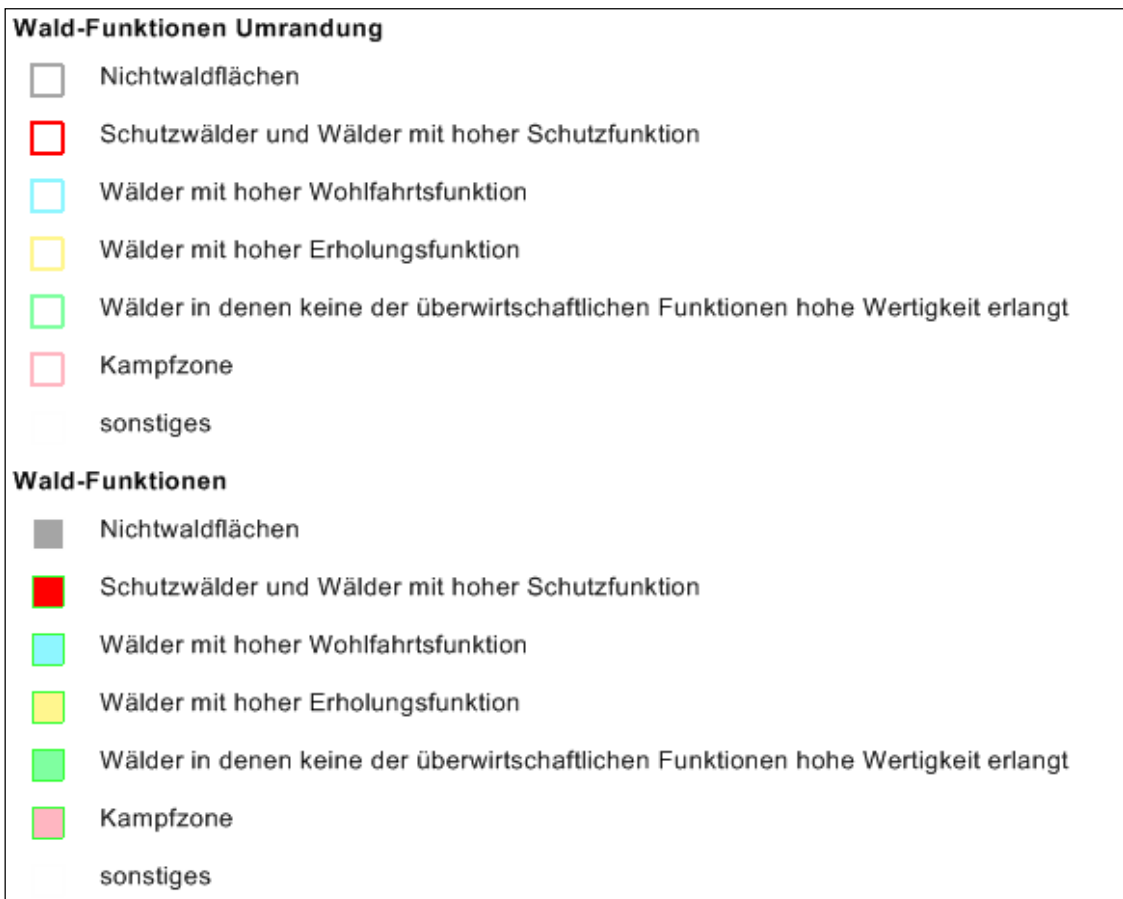 Wald-Funktionen Umrandung
Nichtwaldflächen
Schutzwälder und Wälder mit hoher Schutzfunktion
Wälder mit hoher Wohlfahrtsfunktion
Wälder mit hoher Erholungsfunktion
Wälder in denen keine der überwirtschaftlichen Funktionen hohe Wertigkeit erlangt
Kampfzone
sonstiges
Wald-Funktionen
Nichtwaldflächen
Schutzwälder und Wälder mit hoher Schutzfunktion
Wälder mit hoher Wohlfahrtsfunktion
Wälder mit hoher Erholungsfunktion
Wälder in denen keine der überwirtschaftlichen Funktionen hohe Wertigkeit erlangt
Kampfzone
sonstiges